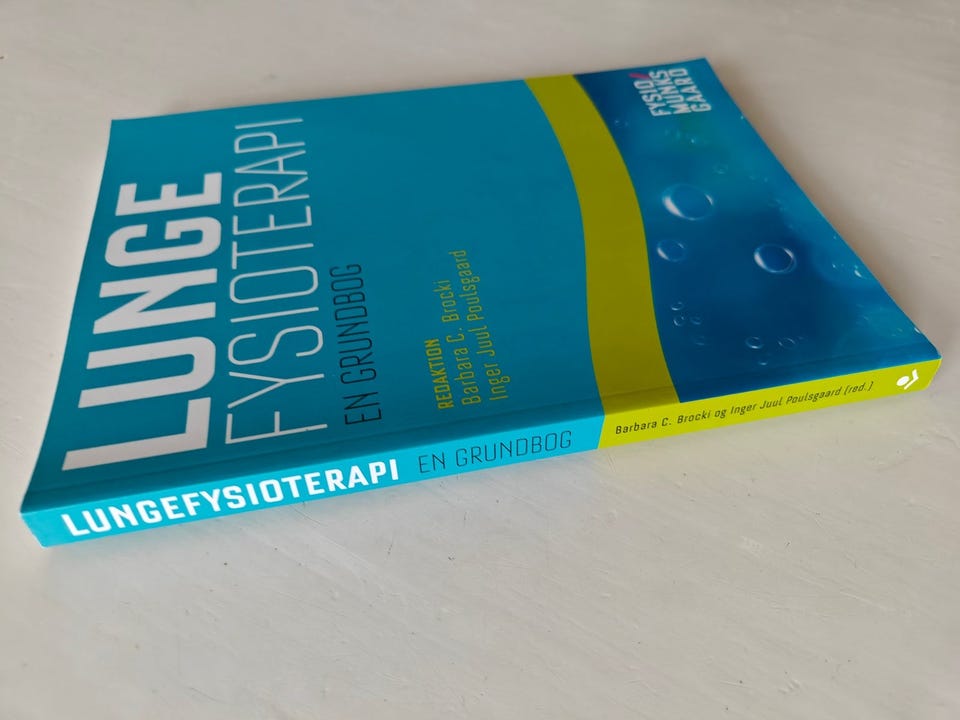 LUNGE
FYSIOTERAPI
EN GRUNDBOG
REDAKTION
Barbara C. Brocki
Inger Juul Poulsgaard
FYSIO/
MUNKS
GAARD
LUNGEFYSIOTERAPI EN GRUNDBOG Barbara C. Brocki og Inger Juul Poulsgaard (red.)